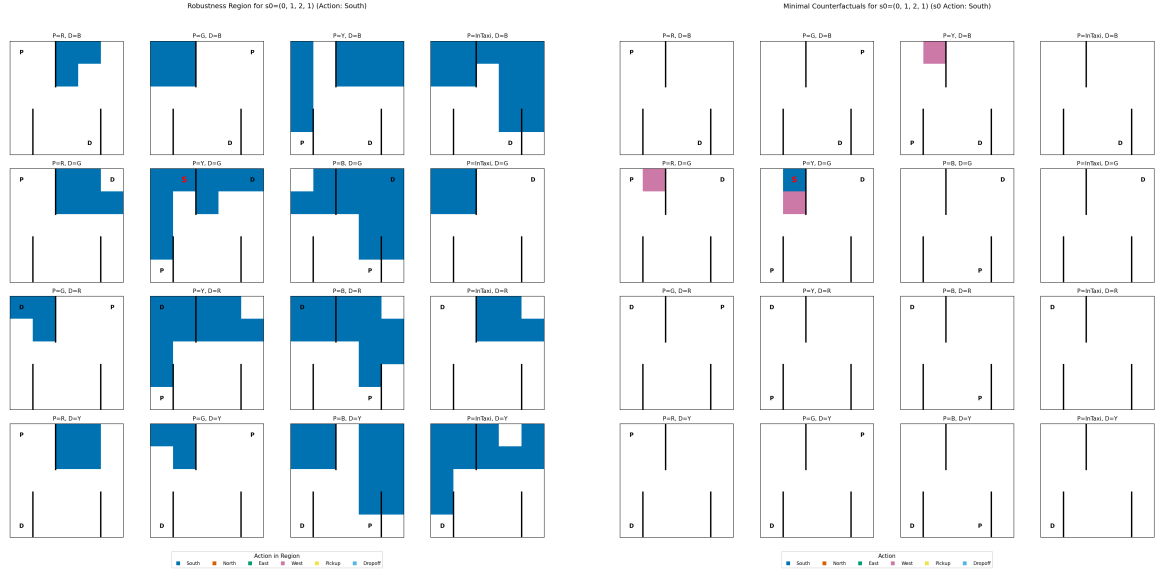 Robustness Region for s0=(0, 1, 2, 1) (Action: South)
P=R, D=B
P
D
P=G, D=B
P
D
P=Y, D=B
P
D
P=InTaxi, D=B
D
P=R, D=G
P
D
P=Y, D=G
S
D
P
P=B, D=G
D
P
P=InTaxi, D=G
D
P=G, D=R
D
P
P=Y, D=R
D
P
P=B, D=R
D
P
P=InTaxi, D=R
D
P=R, D=Y
P
D
P=G, D=Y
P
D
P=B, D=Y
D
P
P=InTaxi, D=Y
D
Action in Region
South North East West Pickup Dropoff
Minimal Counterfactuals for s0=(0, 1, 2, 1) (s0 Action: South)
P=R, D=B
P
D
P=G, D=B
P
D
P=Y, D=B
P
D
P=InTaxi, D=B
D
P=R, D=G
P
D
P=Y, D=G
S
D
P
P=B, D=G
D
P
P=InTaxi, D=G
D
P=G, D=R
D
P
P=Y, D=R
D
P
P=B, D=R
D
P
P=InTaxi, D=R
D
P=R, D=Y
P
D
P=G, D=Y
P
D
P=B, D=Y
D
P
P=InTaxi, D=Y
D
Action
South North East West Pickup Dropoff